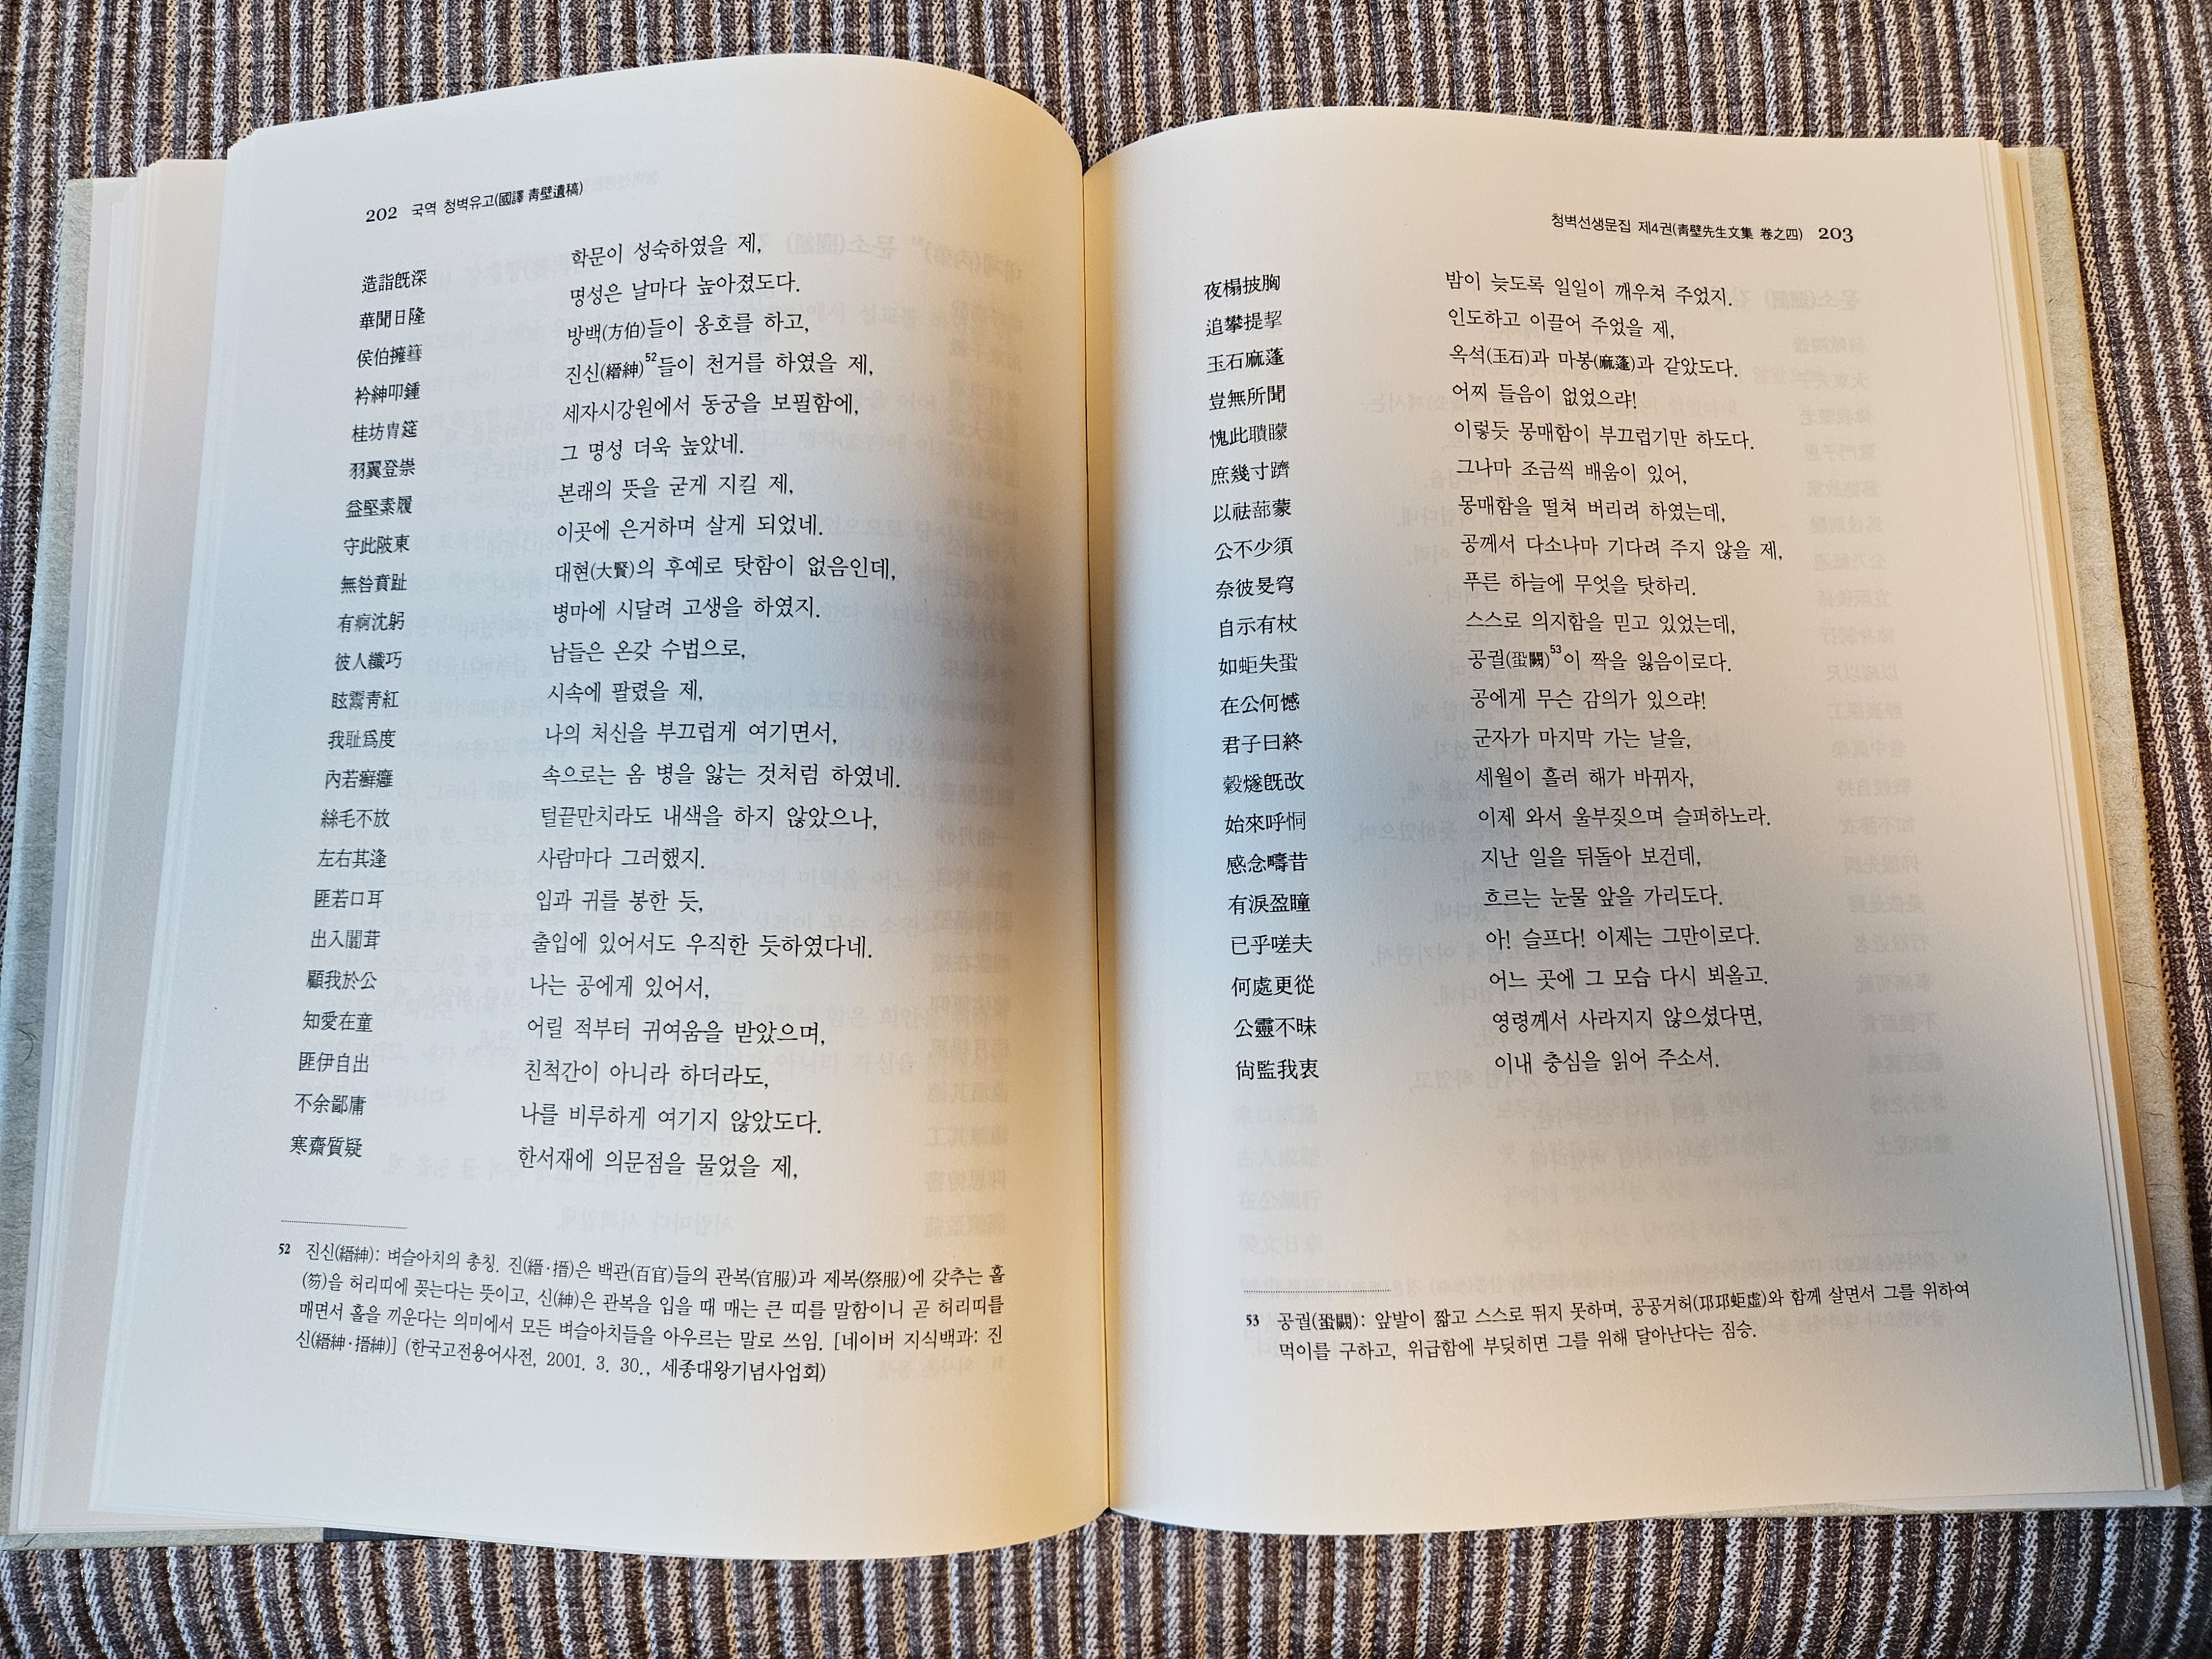 202 국역 청벽유고(國譯 靑壁遺稿)
造詣旣深 학문이 성숙하였을 제,
華聞日隆 명성은 날마다 높아졌도다.
侯伯擁篲 방백(方伯)들이 옹호를 하고,
衿紳叩鍾 진신(縉紳)52들이 천거를 하였을 제,
桂坊胄筵 세자시강원에서 동궁을 보필함에,
羽翼登崇 그 명성 더욱 높았네.
益堅素履 본래의 뜻을 굳게 지킬 제,
守此陂東 이곳에 은거하며 살게 되었네.
無咎賁趾 대현(大賢)의 후예로 탓함이 없음인데,
有痾沈躬 병마에 시달려 고생을 하였지.
彼人纖巧 남들은 온갖 수법으로,
眩鬻靑紅 시속에 팔렸을 제,
我耻爲度 나의 처신을 부끄럽게 여기면서,
內若癬癰 속으로는 옴 병을 앓는 것처럼 하였네.
絲毛不放 털끝만치라도 내색을 하지 않았으나,
左右其逢 사람마다 그러했지.
匪若口耳 입과 귀를 봉한 듯,
出入闒茸 출입에 있어서도 우직한 듯하였다네.
顧我於公 나는 공에게 있어서,
知愛在童 어릴 적부터 귀여움을 받았으며,
匪伊自出 친척간이 아니라 하더라도,
不余鄙庸 나를 비루하게 여기지 않았도다.
寒齋質疑 한서재에 의문점을 물었을 제,
52 진신(縉紳): 벼슬아치의 총칭. 진(縉·搢)은 백관(百官)들의 관복(官服)과 제복(祭服)에 갖추는 홀
(笏)을 허리띠에 꽂는다는 뜻이고, 신(紳)은 관복을 입을 때 매는 큰 띠를 말함이니 곧 허리띠를
매면서 홀을 끼운다는 의미에서 모든 벼슬아치들을 아우르는 말로 쓰임. [네이버 지식백과: 진
신(縉紳·搢紳)] (한국고전용어사전, 2001. 3. 30., 세종대왕기념사업회)
청벽선생문집 제4권(靑壁先生文集 卷之四) 203
夜榻披胸 밤이 늦도록 일일이 깨우쳐 주었지.
追攀提挈 인도하고 이끌어 주었을 제,
玉石麻蓬 옥석(玉石)과 마봉(麻蓬)과 같았도다.
豈無所聞 어찌 들음이 없었으랴!
愧此聵矇 이렇듯 몽매함이 부끄럽기만 하도다.
庶幾寸躋 그나마 조금씩 배움이 있어,
以祛蔀蒙 몽매함을 떨쳐 버리려 하였는데,
公不少須 공께서 다소나마 기다려 주지 않을 제,
奈彼旻穹 푸른 하늘에 무엇을 탓하리.
自示有杖 스스로 의지함을 믿고 있었는데,
如蚷失蛩 공궐(蛩闕)53이 짝을 잃음이로다.
在公何憾 공에게 무슨 감의가 있으랴!
君子曰終 군자가 마지막 가는 날을,
穀燧旣改 세월이 흘러 해가 바뀌자,
始來呼恫 이제 와서 울부짖으며 슬퍼하노라.
感念疇昔 지난 일을 뒤돌아 보건데,
有淚盈瞳 흐르는 눈물 앞을 가리도다.
已乎嗟夫 아! 슬프다! 이제는 그만이로다.
何處更從 어느 곳에 그 모습 다시 뵈올고.
公靈不昧 영령께서 사라지지 않으셨다면,
尙監我衷 이내 충심을 읽어 주소서.
53 공궐(蛩闕): 앞발이 짧고 스스로 뛰지 못하며, 공공거허(邛邛蚷虛)와 함께 살면서 그를 위하여
먹이를 구하고, 위급함에 부딪히면 그를 위해 달아난다는 짐승.